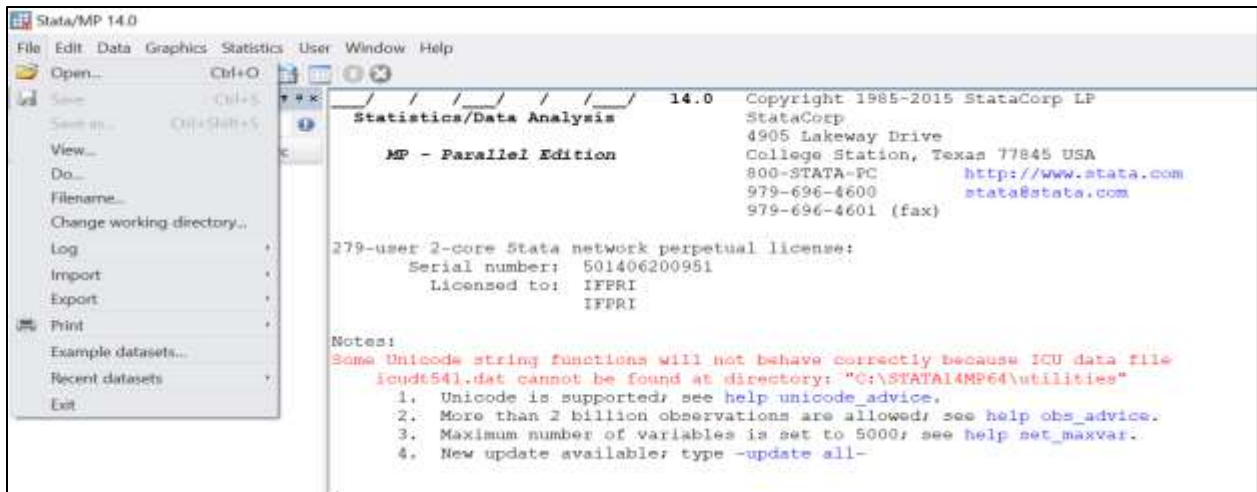 Stata/MP 14.0
File Edit Data Graphics Statistics User Window Help
Open... Ctrl+O
Save Ctrl+S
Save as... Ctrl+Shift+S
View...
Do...
Filename...
Change working directory...
Log
Import
Export
Print
Example datasets...
Recent datasets
Exit
14.0 Copyright 1985-2015 StataCorp LP
Statistics/Data Analysis StataCorp
4905 Lakeway Drive
MP - Parallel Edition College Station, Texas 77845 USA
800-STATA-PC http://www.stata.com
979-696-4600 stata@stata.com
979-696-4601 (fax)
279-user 2-core Stata network perpetual license:
Serial number: 501406200951
Licensed to: IFPRI
IFPRI
Notes:
Some Unicode string functions will not behave correctly because ICU data file
icudt54l.dat cannot be found at directory: "C:\STATA14MP64\utilities"
1. Unicode is supported; see help unicode_advice.
2. More than 2 billion observations are allowed; see help obs_advice.
3. Maximum number of variables is set to 5000; see help set_maxvar.
4. New update available; type -update all-